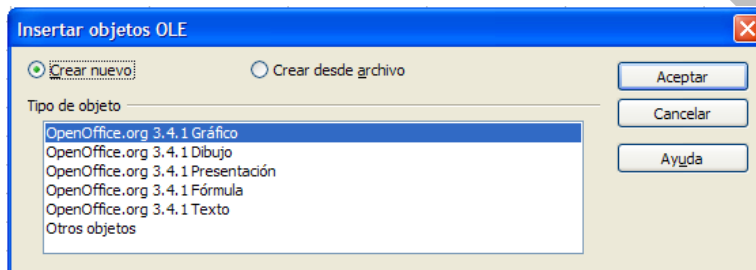 Insertar objetos OLE
Crear nuevo
Crear desde archivo
Aceptar
Tipo de objeto
Cancelar
OpenOffice.org 3.4.1 Gráfico
OpenOffice.org 3.4.1 Dibujo
Ayuda
OpenOffice.org 3.4.1 Presentación
OpenOffice.org 3.4.1 Fórmula
OpenOffice.org 3.4.1 Texto
Otros objetos